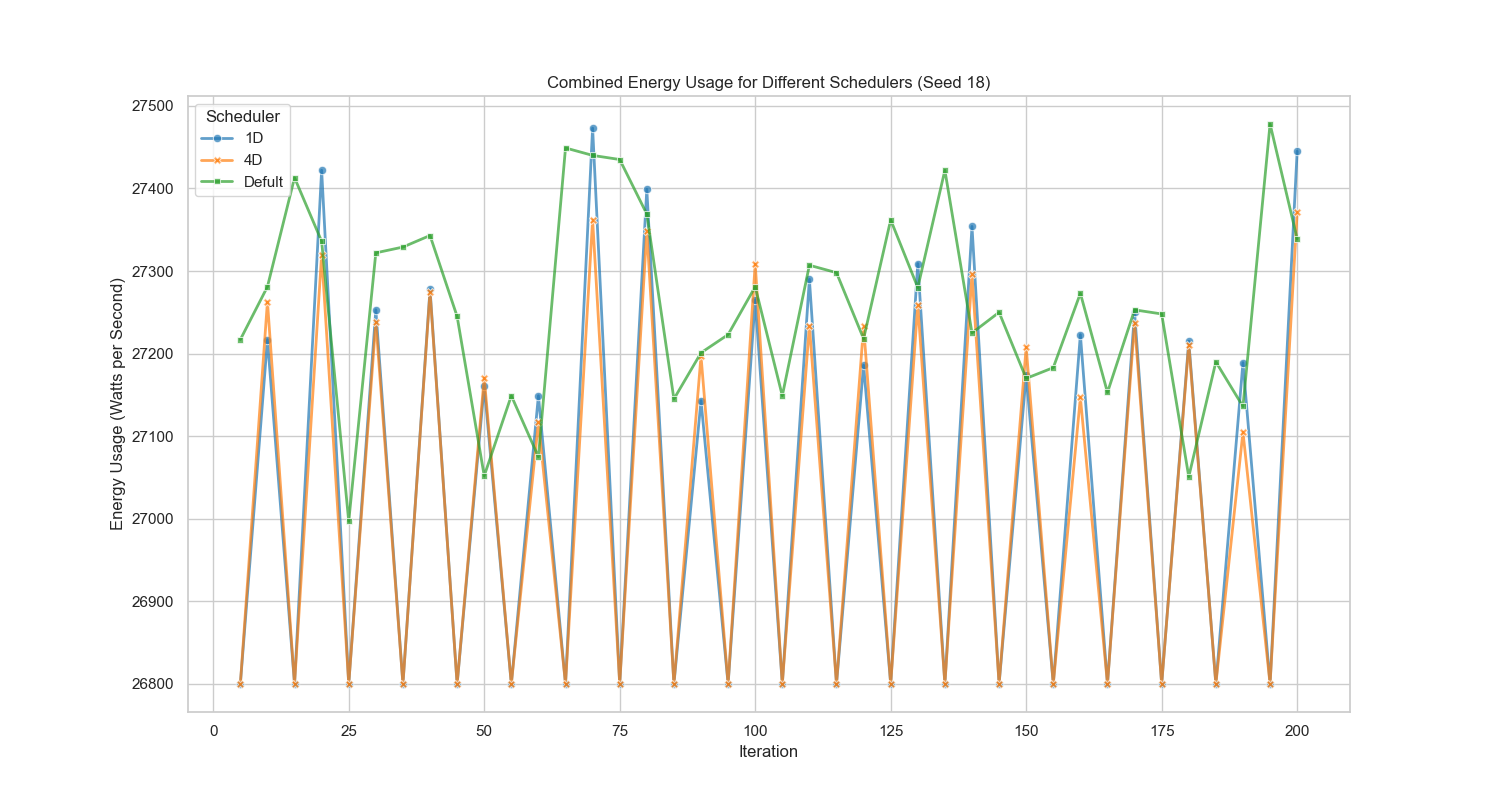 Combined Energy Usage for Different Schedulers (Seed 18)
Energy Usage (Watts per Second)
27500
27400
27300
27200
27100
27000
26900
26800
Scheduler
1D
4D
Defult
0 25 50 75 100 125 150 175 200
Iteration